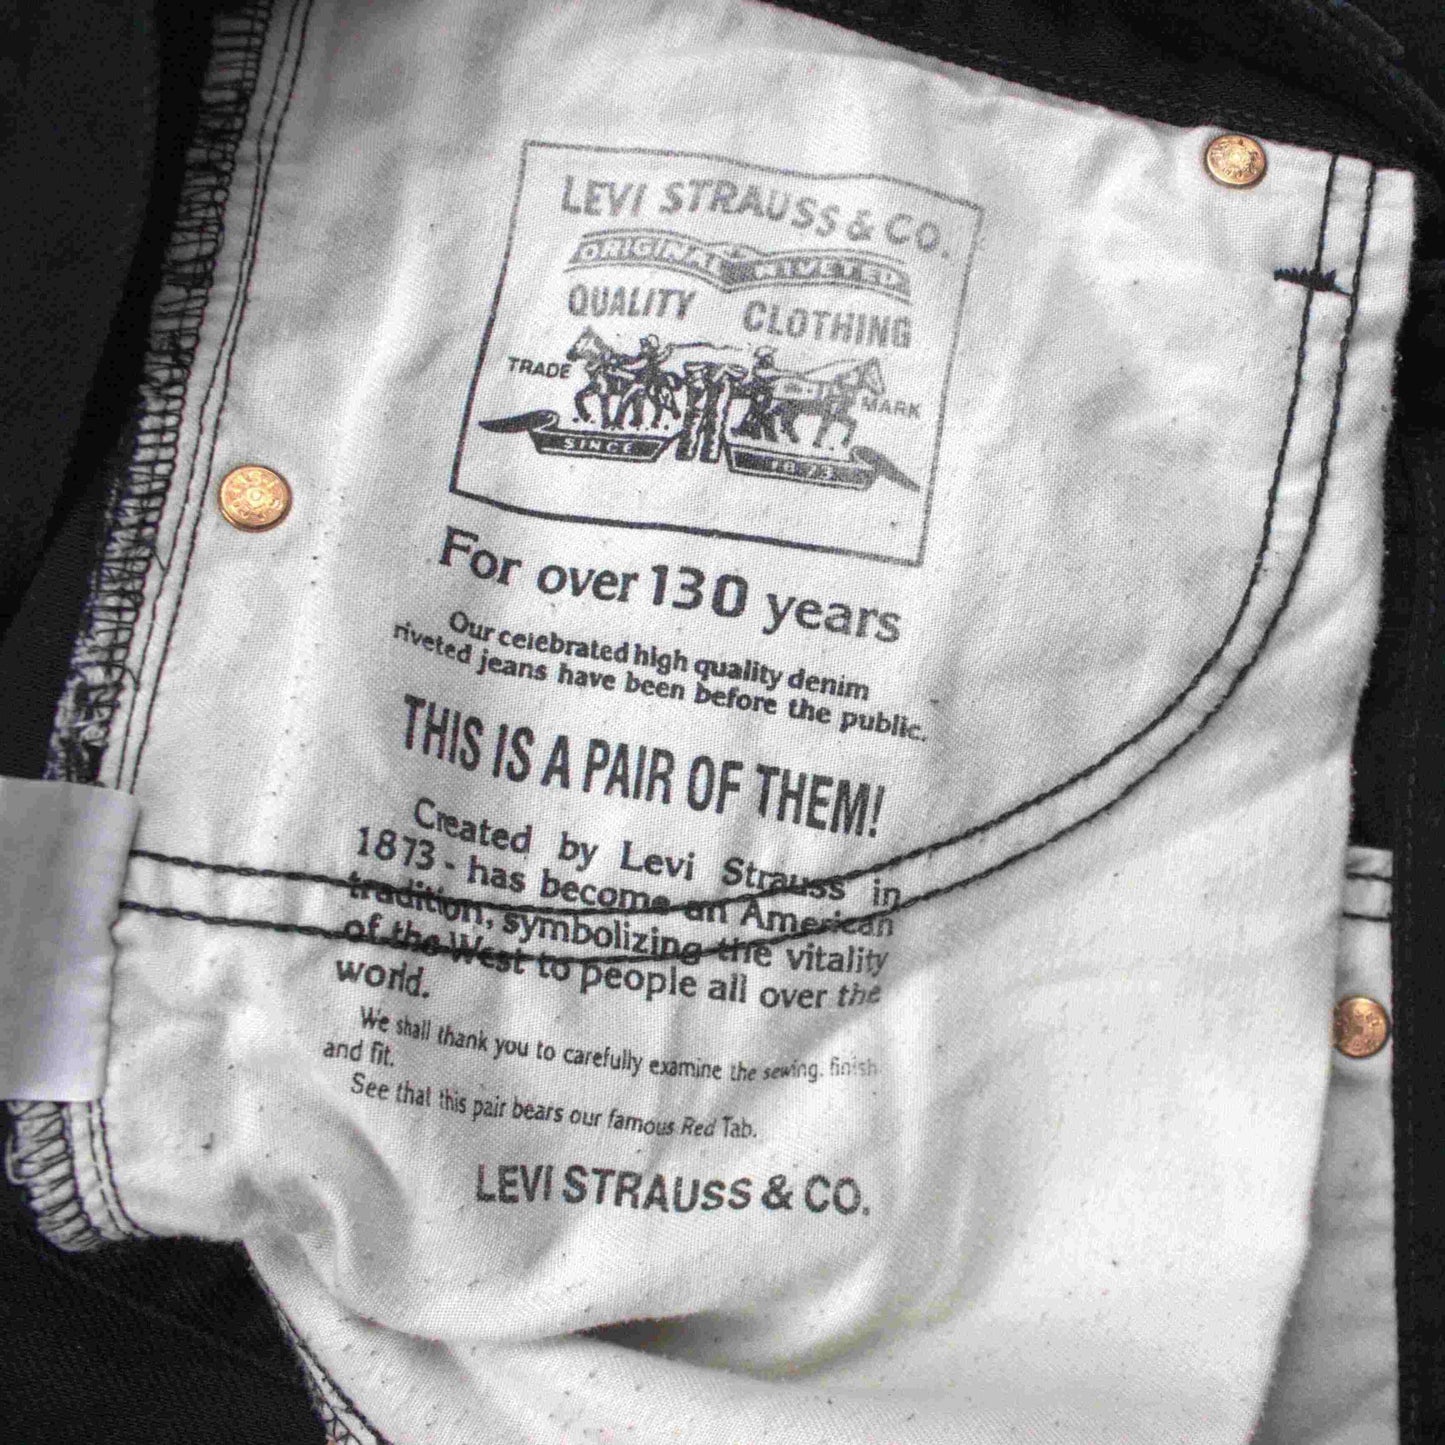 LEVI STRAUSS & CO.
ORIGINAL RIVETED
QUALITY CLOTHING
TRADE MARK
SINCE 1873
For over 130 years
Our celebrated high quality denim
riveted jeans have been before the public.
THIS IS A PAIR OF THEM!
Created by Levi Strauss in
1873 - has become an American
tradition, symbolizing the vitality
of the West to people all over the
world.
We shall thank you to carefully examine the sewing, finish
and fit.
See that this pair bears our famous Red Tab.
LEVI STRAUSS & CO.